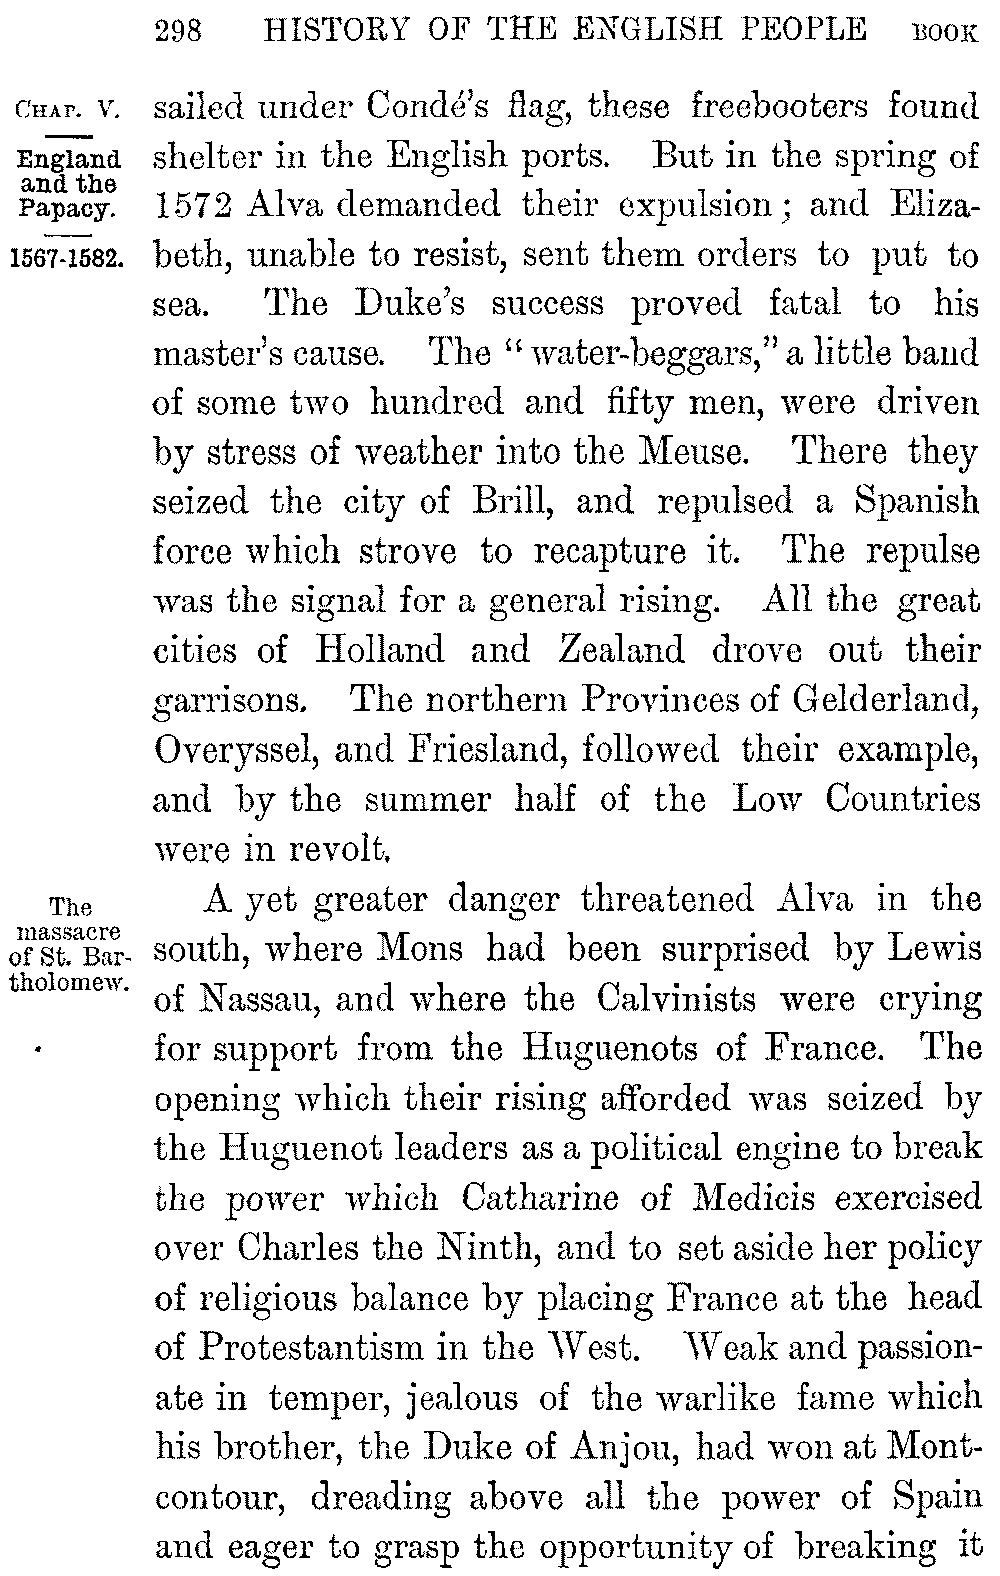 298 HISTORY OF THE ENGLISH PEOPLE BOOK
CHAP. V.
England
and the
Papacy.
1567-1582.
sailed under Condé's flag, these freebooters found
shelter in the English ports. But in the spring of
1572 Alva demanded their expulsion; and Eliza-
beth, unable to resist, sent them orders to put to
sea. The Duke's success proved fatal to his
master's cause. The "water-beggars," a little band
of some two hundred and fifty men, were driven
by stress of weather into the Meuse. There they
seized the city of Brill, and repulsed a Spanish
force which strove to recapture it. The repulse
was the signal for a general rising. All the great
cities of Holland and Zealand drove out their
garrisons. The northern Provinces of Gelderland,
Overyssel, and Friesland, followed their example,
and by the summer half of the Low Countries
were in revolt.
The
massacre
of St. Bar-
tholomew.
A yet greater danger threatened Alva in the
south, where Mons had been surprised by Lewis
of Nassau, and where the Calvinists were crying
for support from the Huguenots of France. The
opening which their rising afforded was seized by
the Huguenot leaders as a political engine to break
the power which Catharine of Medicis exercised
over Charles the Ninth, and to set aside her policy
of religious balance by placing France at the head
of Protestantism in the West. Weak and passion-
ate in temper, jealous of the warlike fame which
his brother, the Duke of Anjou, had won at Mont-
contour, dreading above all the power of Spain
and eager to grasp the opportunity of breaking it